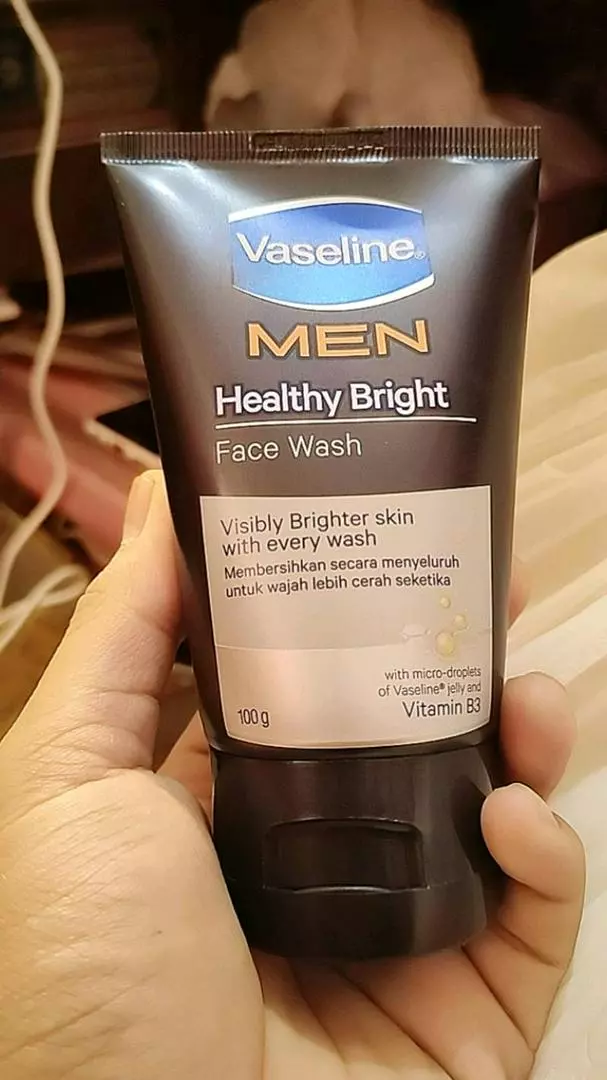 Vaseline®
MEN
Healthy Bright
Face Wash
Visibly Brighter skin
with every wash
Membersihkan secara menyeluruh
untuk wajah lebih cerah seketika
with micro-droplets
of Vaseline® jelly and
Vitamin B3
100 g